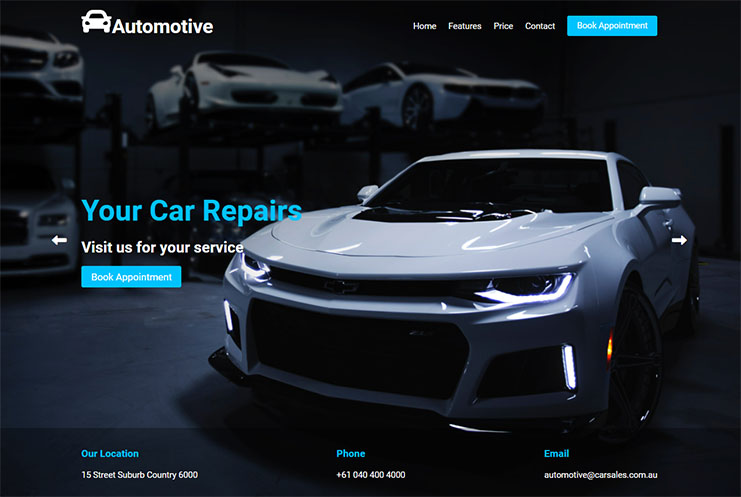 Automotive
Home Features Price Contact Book Appointment
Your Car Repairs
Visit us for your service
Book Appointment
Our Location Phone Email
15 Street Suburb Country 6000 +61 040 400 4000 automotive@carsales.com.au